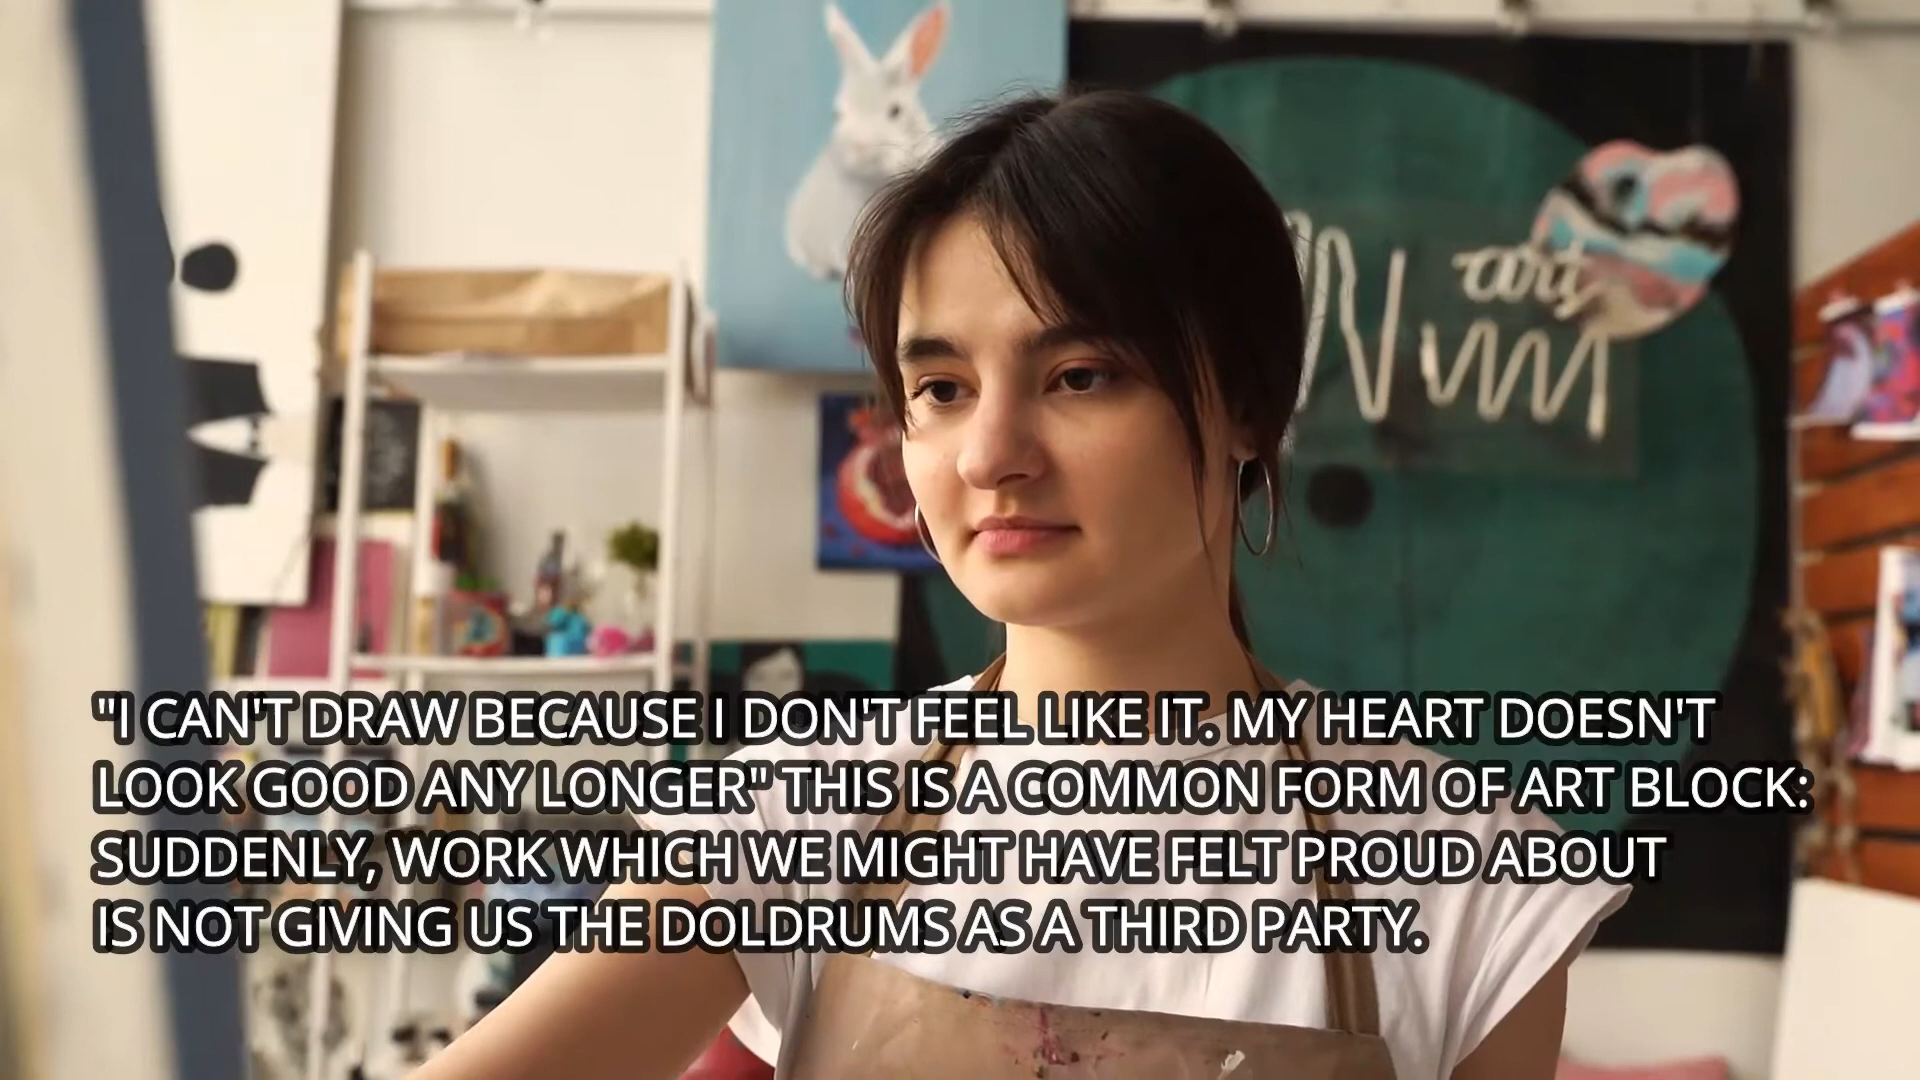 art
"I CAN'T DRAW BECAUSE I DON'T FEEL LIKE IT. MY HEART DOESN'T
LOOK GOOD ANY LONGER" THIS IS A COMMON FORM OF ART BLOCK:
SUDDENLY, WORK WHICH WE MIGHT HAVE FELT PROUD ABOUT
IS NOT GIVING US THE DOLDRUMS AS A THIRD PARTY.